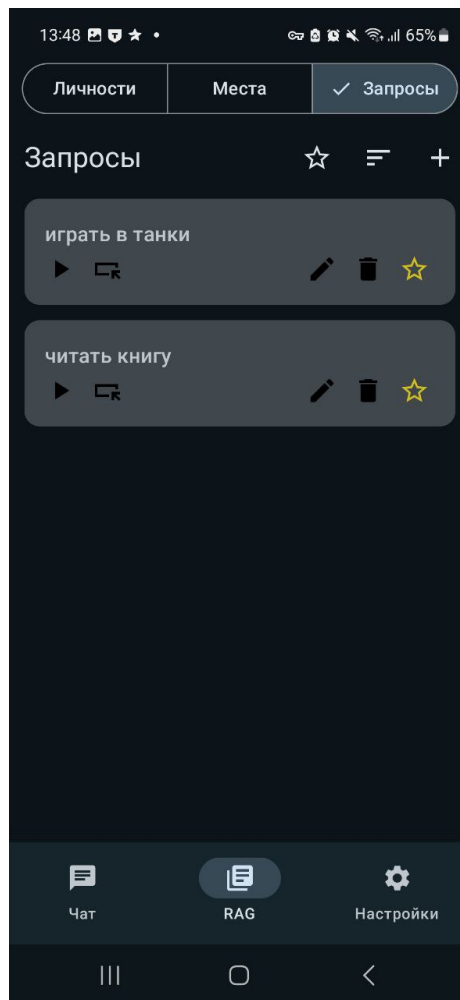 13:48 65%
Личности Места Запросы
Запросы
играть в танки
читать книгу
Чат RAG Настройки